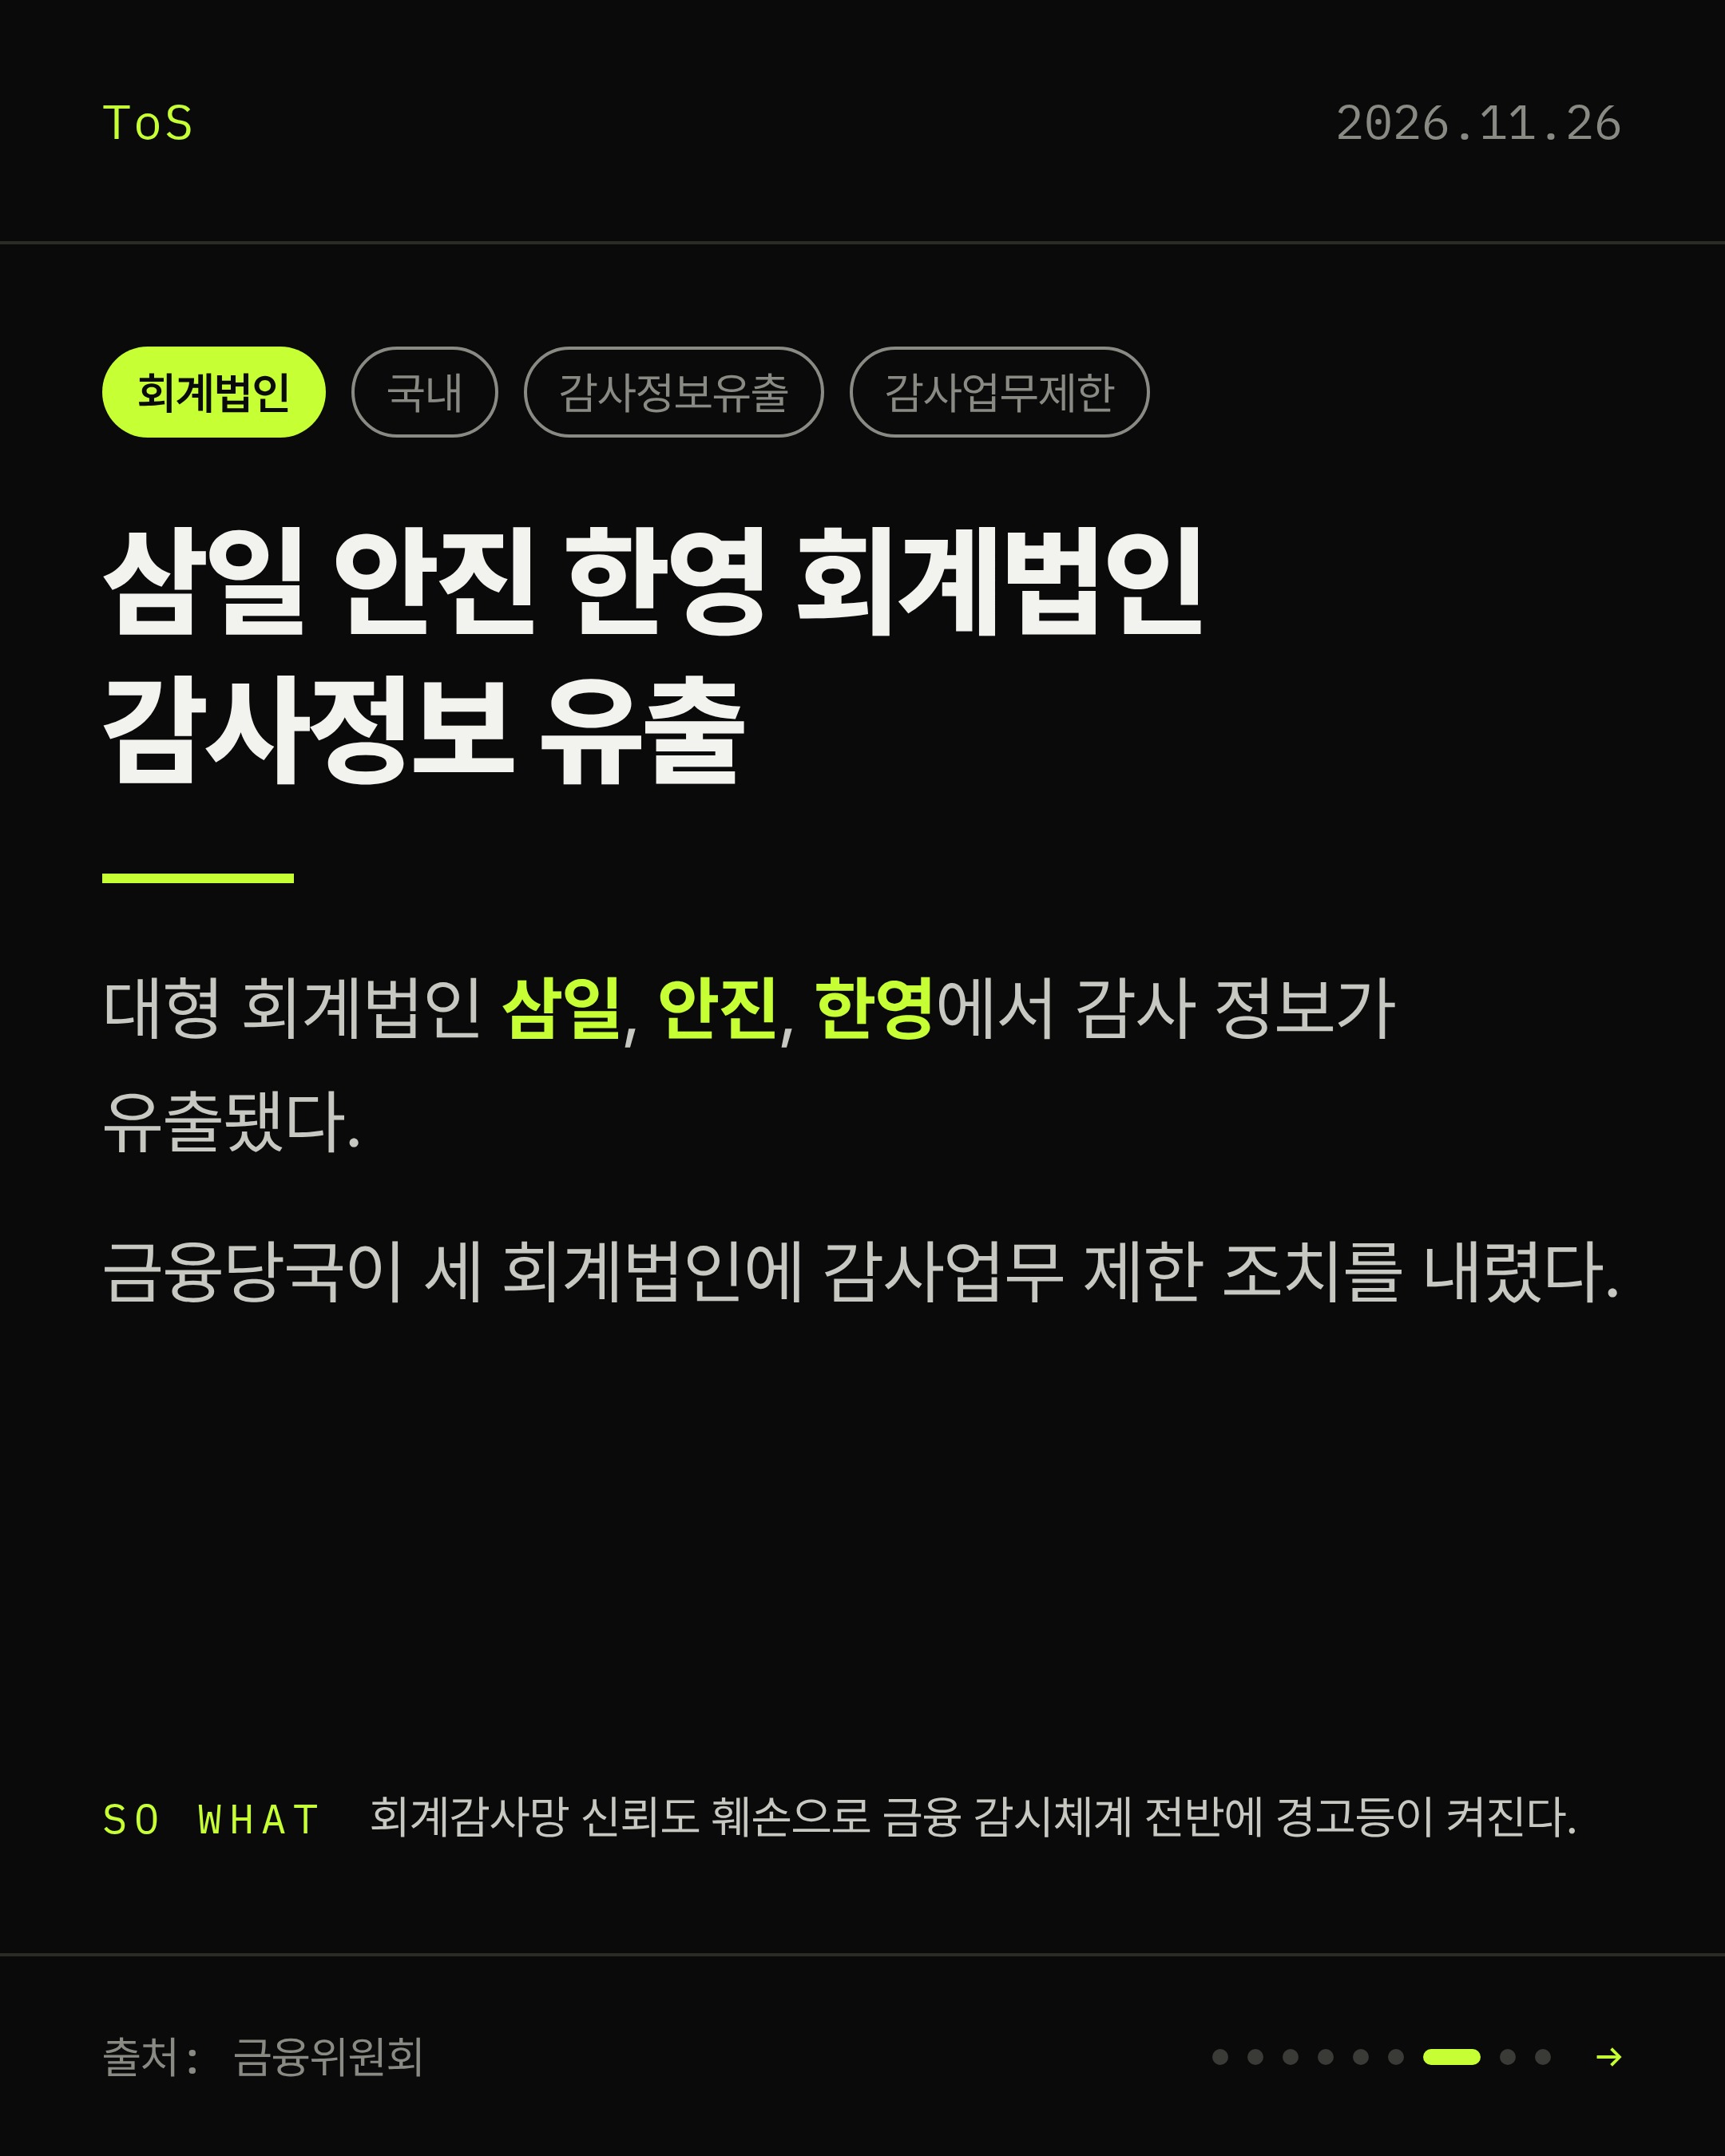 ToS
2026.11.26
회계법인 국내 감사정보유출 감사업무제한
삼일 안진 한영 회계법인
감사정보 유출
대형 회계법인 삼일, 안진, 한영에서 감사 정보가
유출됐다.
금융당국이 세 회계법인에 감사업무 제한 조치를 내렸다.
SO WHAT 회계감사망 신뢰도 훼손으로 금융 감시체계 전반에 경고등이 켜진다.
출처: 금융위원회